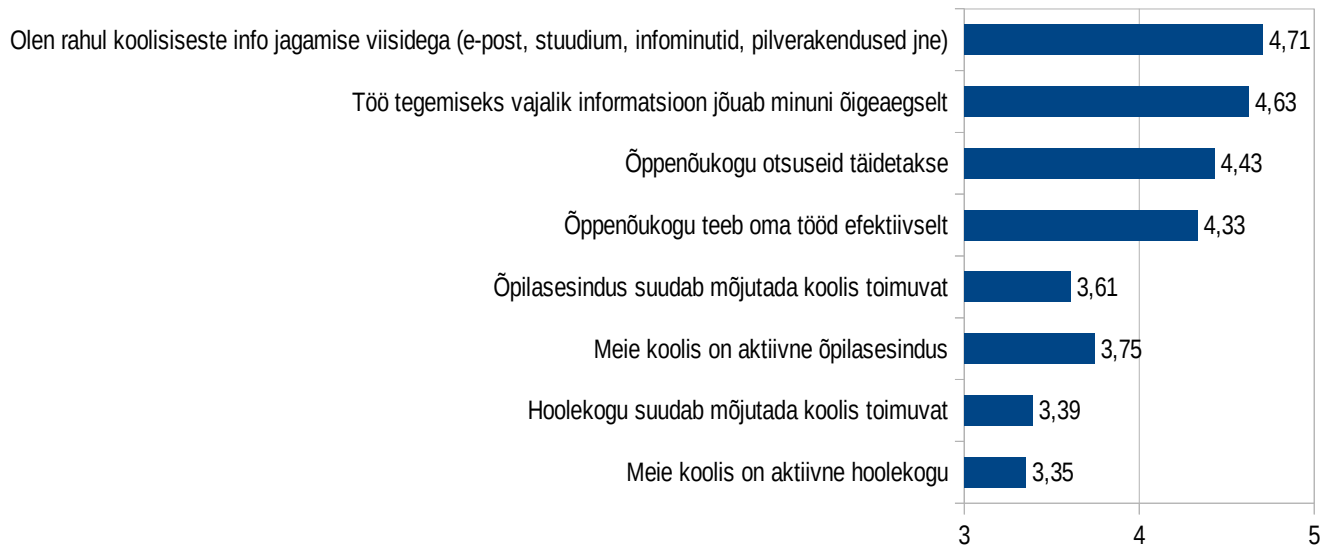 Olen rahul koolisiseste info jagamise viisidega (e-post, stuudium, infominutid, pilverakendused jne) 4,71
Töö tegemiseks vajalik informatsioon jõuab minuni õigeaegselt 4,63
Õppenõukogu otsuseid täidetakse 4,43
Õppenõukogu teeb oma tööd efektiivselt 4,33
Õpilasesindus suudab mõjutada koolis toimuvat 3,61
Meie koolis on aktiivne õpilasesindus 3,75
Hoolekogu suudab mõjutada koolis toimuvat 3,39
Meie koolis on aktiivne hoolekogu 3,35
3 4 5